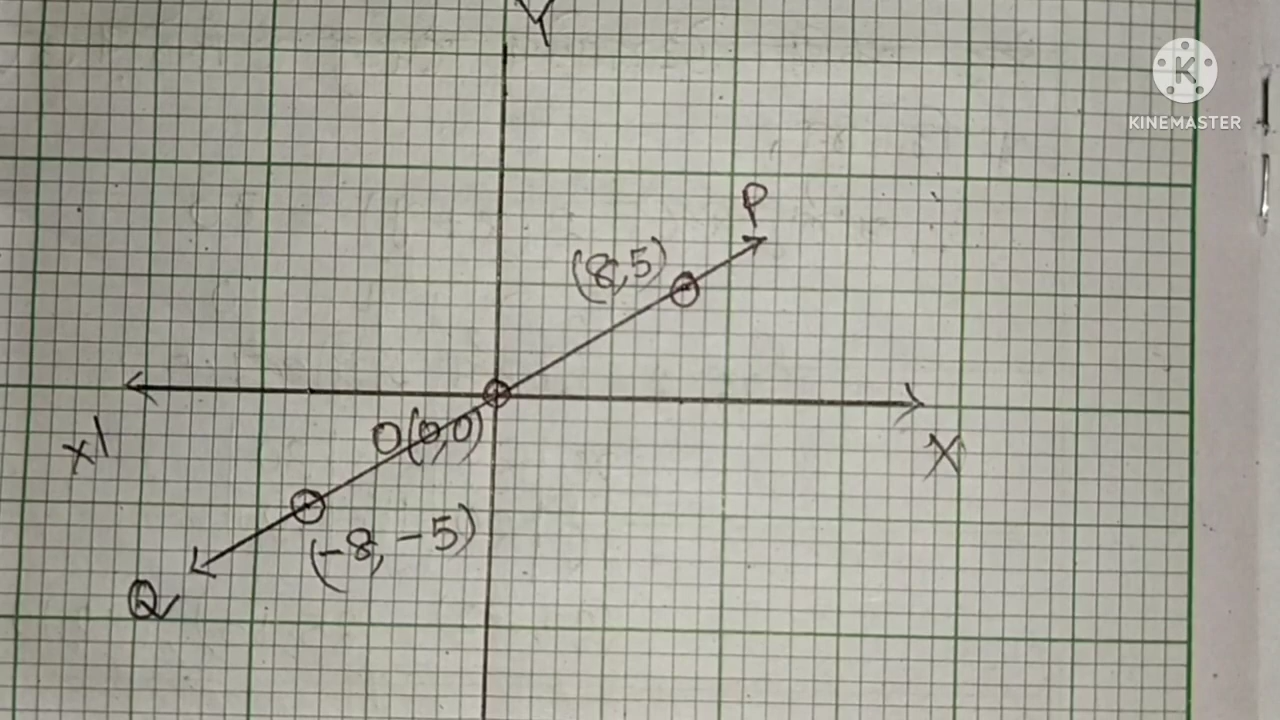 Y
KINEMASTER
P
(8,5)
O(0,0)
X'
X
(-8, -5)
Q